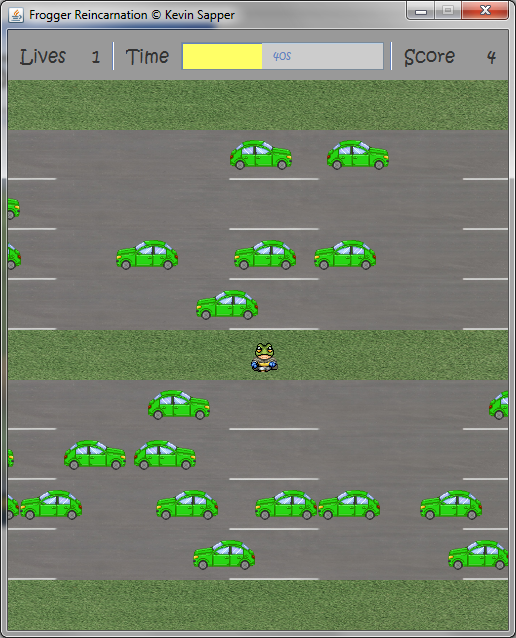 Frogger Reincarnation © Kevin Sapper
Lives 1 Time 40s Score 4